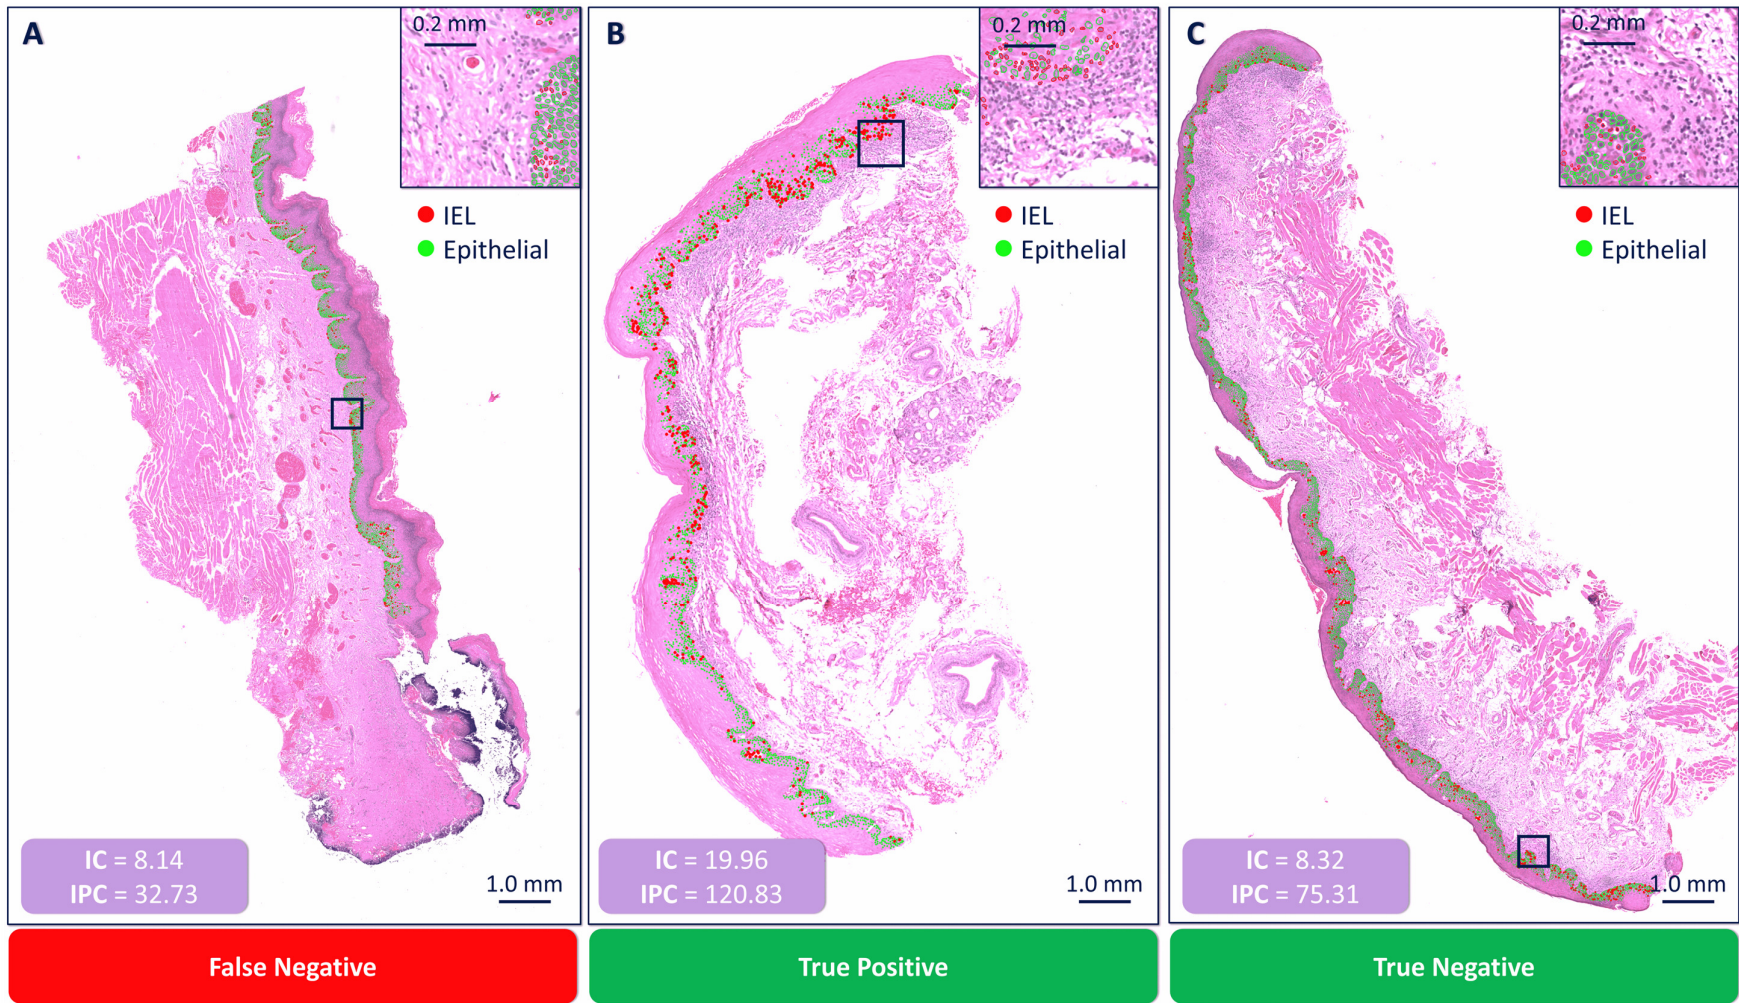 A
0.2 mm
IEL
Epithelial
IC = 8.14
IPC = 32.73
1.0 mm
False Negative
B
0.2 mm
IEL
Epithelial
IC = 19.96
IPC = 120.83
1.0 mm
True Positive
C
0.2 mm
IEL
Epithelial
IC = 8.32
IPC = 75.31
1.0 mm
True Negative